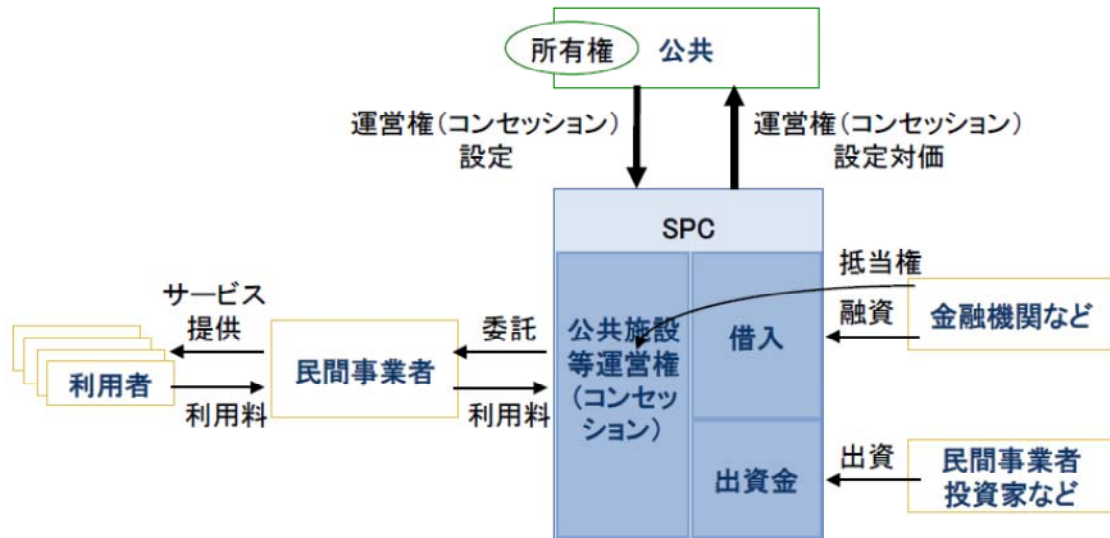 所有権
公共
運営権(コンセッション)
設定
運営権(コンセッション)
設定対価
SPC
サービス
提供
利用者
利用料
民間事業者
委託
利用料
公共施設
等運営権
(コンセッ
ション)
借入
出資金
抵当権
融資
金融機関など
出資
民間事業者
投資家など